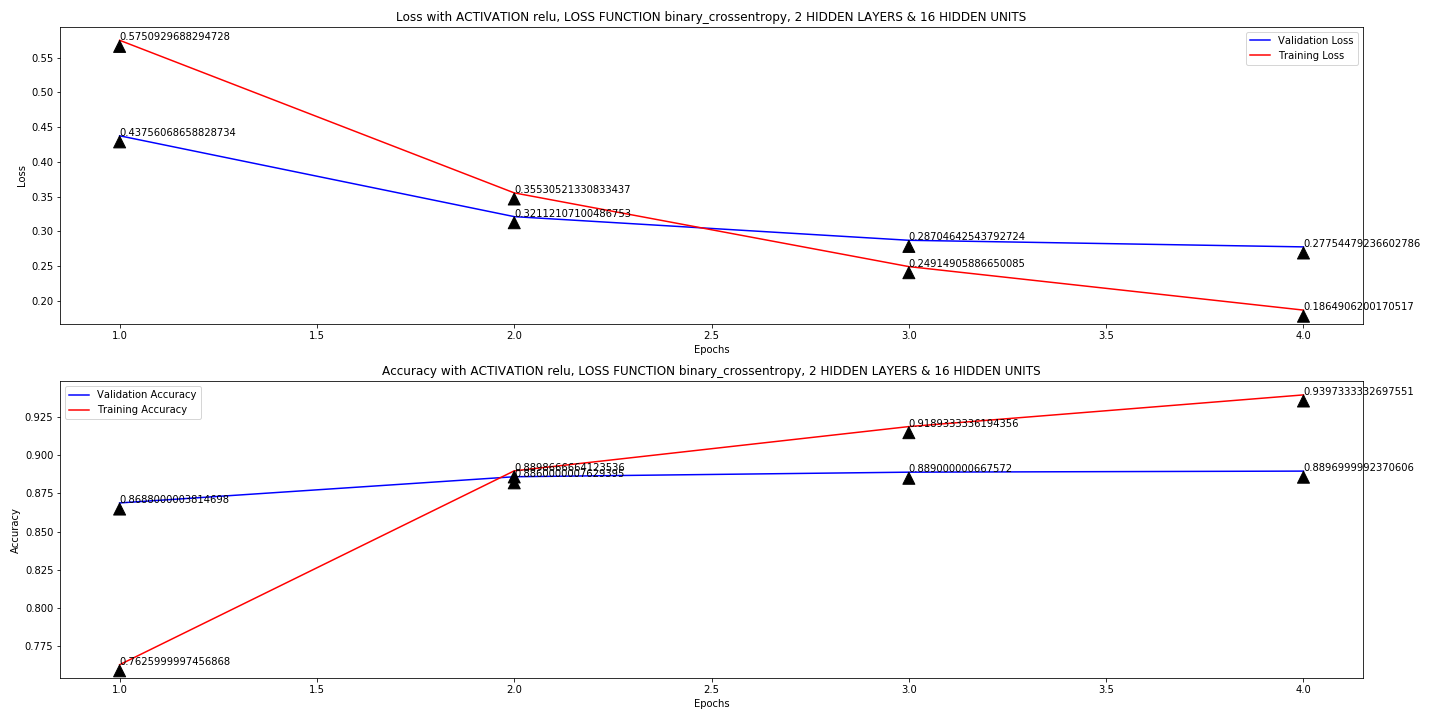 Loss with ACTIVATION relu, LOSS FUNCTION binary_crossentropy, 2 HIDDEN LAYERS & 16 HIDDEN UNITS
0.5750929688294728
Validation Loss
Training Loss
0.55
0.50
0.45
0.43756068658828734
0.40
Loss
0.35
0.35530521330833437
0.32112107100486753
0.30
0.28704642543792724
0.27754479236602786
0.25
0.24914905886650085
0.20
0.1864906200170517
1.0 1.5 2.0 2.5 3.0 3.5 4.0
Epochs
Accuracy with ACTIVATION relu, LOSS FUNCTION binary_crossentropy, 2 HIDDEN LAYERS & 16 HIDDEN UNITS
Validation Accuracy
Training Accuracy
0.9397333332697551
0.925
0.9189333336194356
0.900
0.8898666664123536
0.8860000007629395
0.889000000667572
0.8896999992370606
0.875
0.8688000003814698
0.850
Accuracy
0.825
0.800
0.775
0.7625999997456868
1.0 1.5 2.0 2.5 3.0 3.5 4.0
Epochs